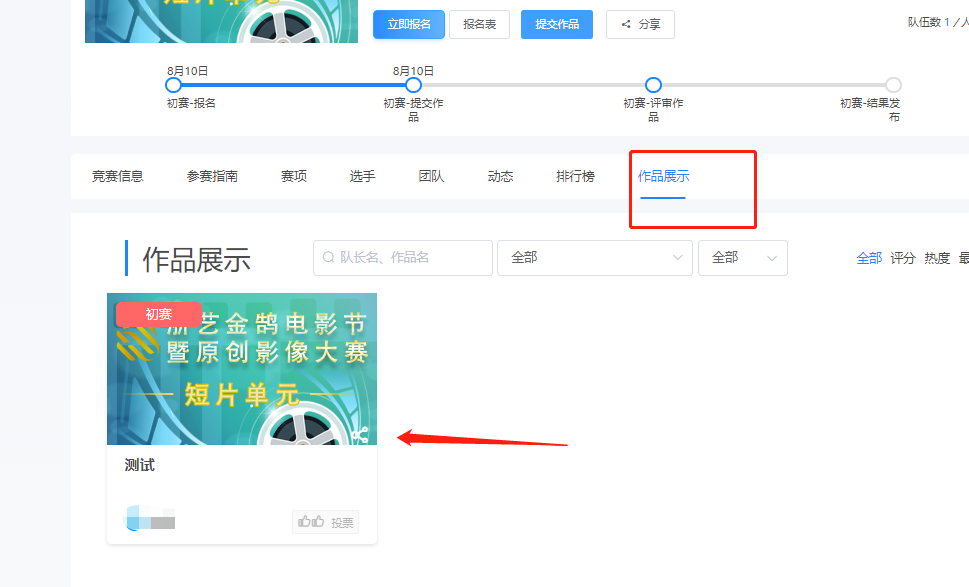 短片单元
立即报名 报名表 提交作品 分享 队伍数 1 /
8月10日 8月10日
初赛-报名 初赛-提交作品 初赛-评审作品 初赛-结果发布
竞赛信息 参赛指南 赛项 选手 团队 动态 排行榜 作品展示
作品展示 队长名、作品名 全部 全部 全部 评分 热度
初赛
浙艺金鹄电影节
暨原创影像大赛
短片单元
测试
投票